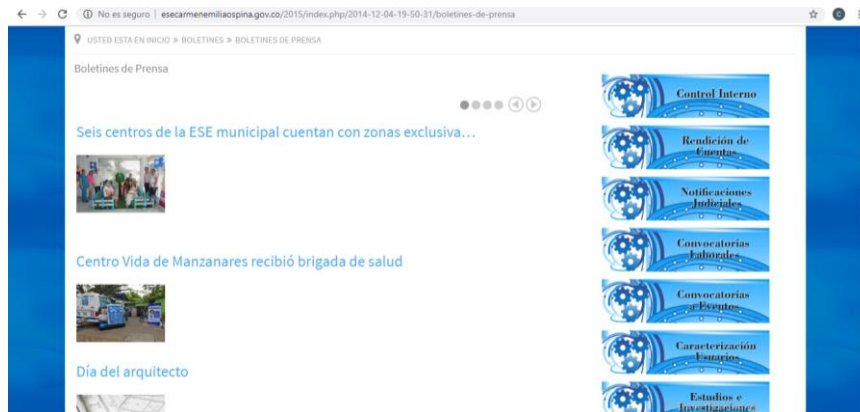 No es seguro | esecarmenemiliaospina.gov.co/2015/index.php/2014-12-04-19-50-31/boletines-de-prensa
C
USTED ESTA EN INICO » BOLETINES » BOLETINES DE PRENSA
Boletines de Prensa
Seis centros de la ESE municipal cuentan con zonas exclusiva...
Centro Vida de Manzanares recibió brigada de salud
Día del arquitecto
Control Interno
Rendición de
Cuentas
Notificaciones
Judiciales
Convocatorias
Laborales
Convocatorias
a Eventos
Caracterización
Usuarios
Estudios e
Investigaciones